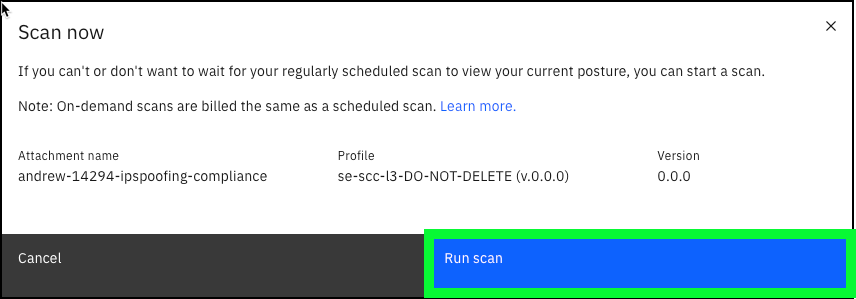 Scan now
If you can't or don't want to wait for your regularly scheduled scan to view your current posture, you can start a scan.
Note: On-demand scans are billed the same as a scheduled scan. Learn more.
Attachment name Profile Version
andrew-14294-ipspoofing-compliance se-scc-l3-DO-NOT-DELETE (v.0.0.0) 0.0.0
Cancel Run scan